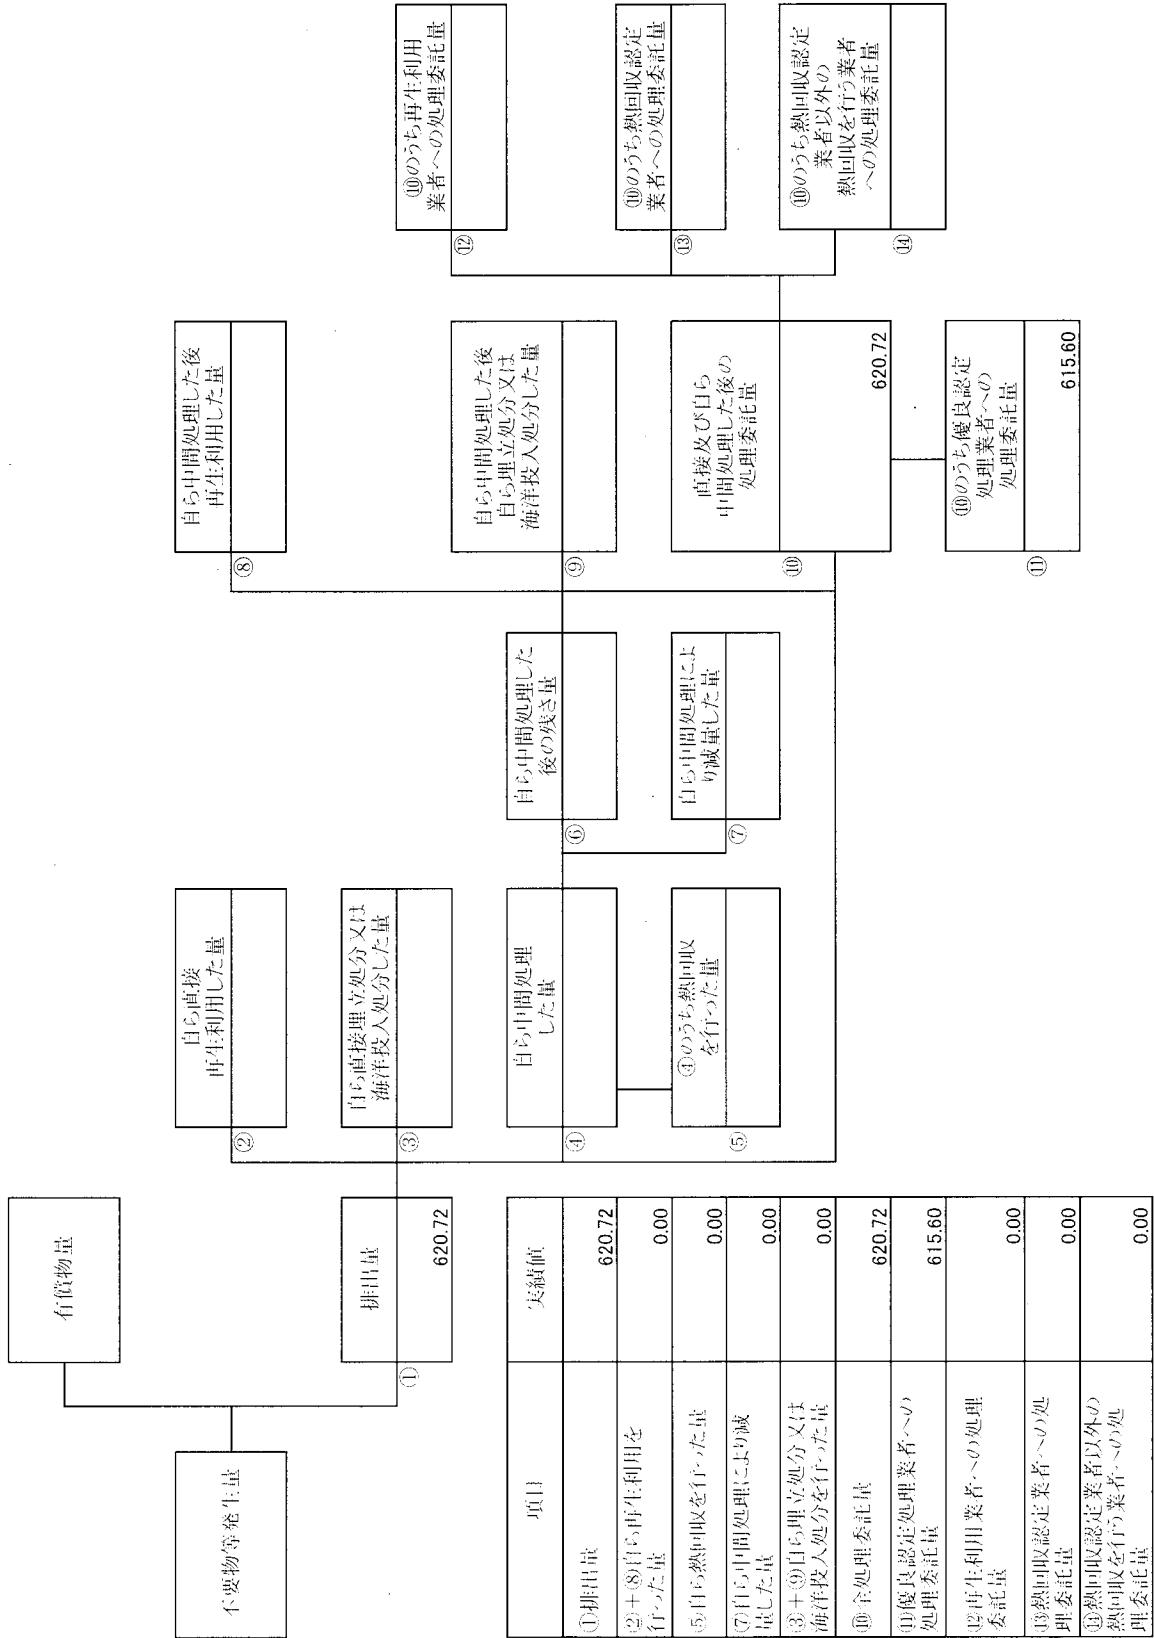 不要物等発生量
有償物量
①
排出量
620.72
②
自ら直接
再生利用した量
③
自ら直接埋立処分又は
海洋投入処分した量
④
自ら中間処理
した量
⑤
④のうち熱回収
を行った量
⑥
自ら中間処理した
後の残さ量
⑦
自ら中間処理によ
り減量した量
⑧
自ら中間処理した後
再生利用した量
⑨
自ら中間処理した後
自ら埋立処分又は
海洋投入処分した量
⑩
直接及び自ら
中間処理した後の
処理委託量
620.72
⑪
⑩のうち優良認定
処理業者への
処理委託量
615.60
⑫
⑩のうち再生利用
業者への処理委託量
⑬
⑩のうち熱回収認定
業者への処理委託量
⑭
⑩のうち熱回収認定
業者以外の
熱回収を行う業者
への処理委託量
項目 実績値
①排出量 620.72
②+⑧自ら再生利用を
行った量 0.00
⑤自ら熱回収を行った量 0.00
⑦自ら中間処理により減
量した量 0.00
③+⑨自ら埋立処分又は
海洋投入処分を行った量 0.00
⑩全処理委託量 620.72
⑪優良認定処理業者への
処理委託量 615.60
⑫再生利用業者への処理
委託量 0.00
⑬熱回収認定業者への処
理委託量 0.00
⑭熱回収認定業者以外の
熱回収を行う業者への処
理委託量 0.00